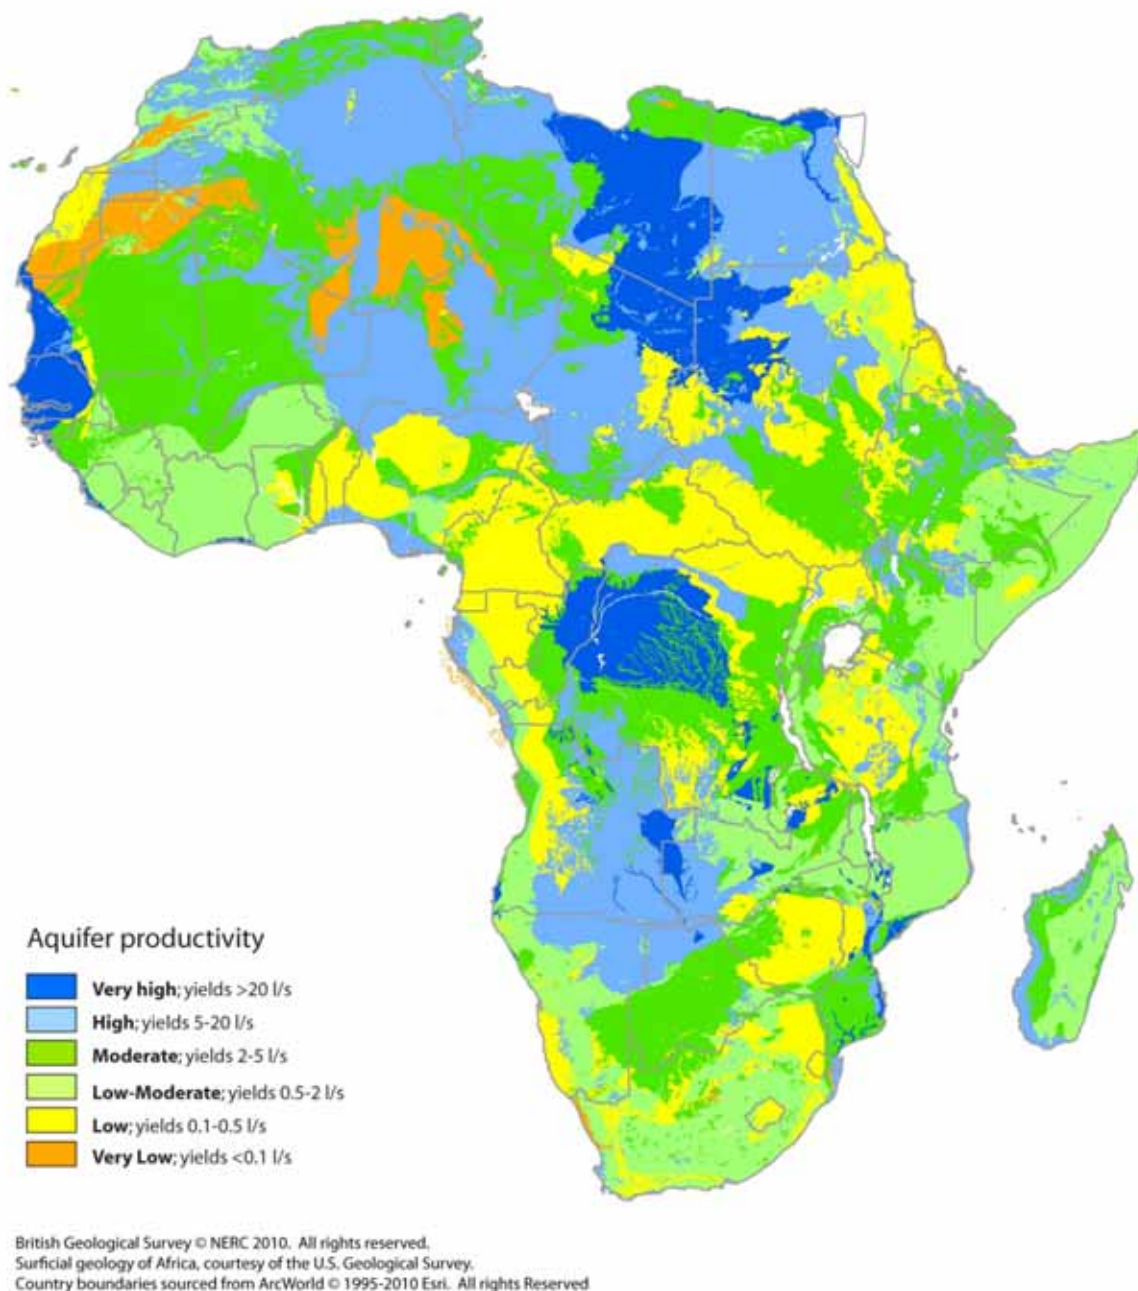 Aquifer productivity
Very high; yields >20 l/s
High; yields 5-20 l/s
Moderate; yields 2-5 l/s
Low-Moderate; yields 0.5-2 l/s
Low; yields 0.1-0.5 l/s
Very Low; yields <0.1 l/s
British Geological Survey © NERC 2010. All rights reserved.
Surficial geology of Africa, courtesy of the U.S. Geological Survey.
Country boundaries sourced from ArcWorld © 1995-2010 Esri. All rights Reserved